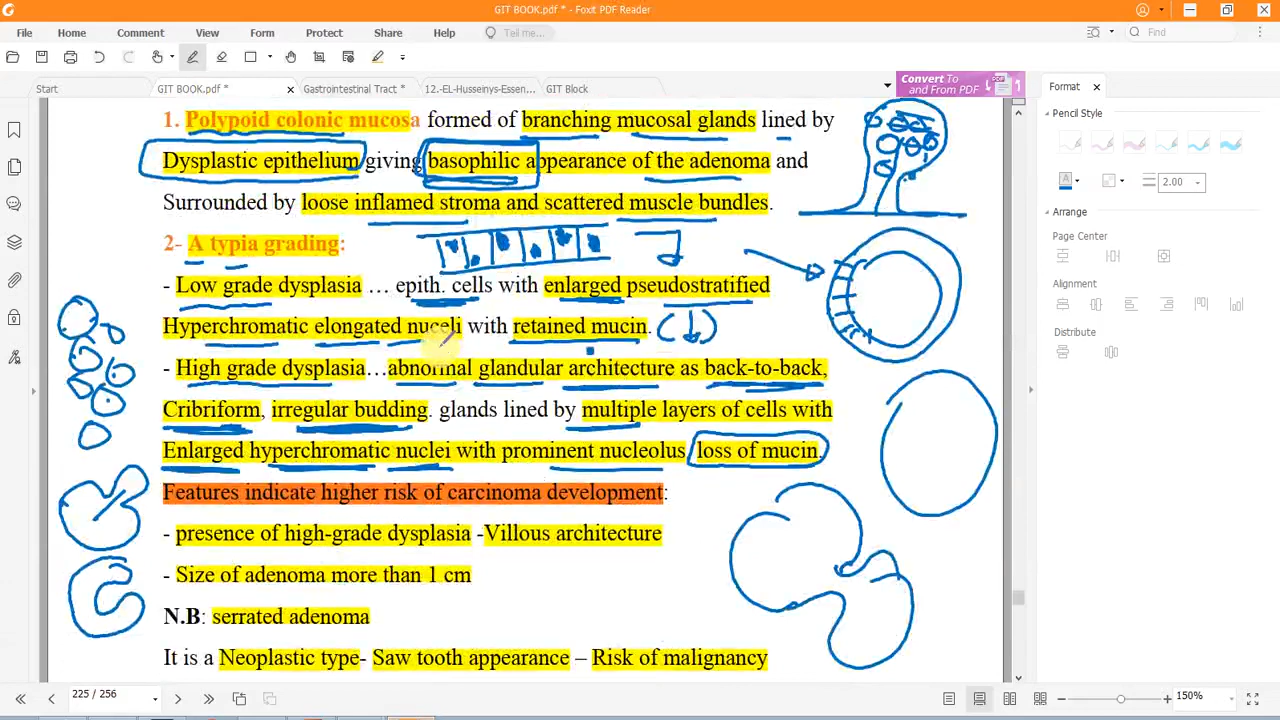 GIT BOOK.pdf * - Foxit PDF Reader
File Home Comment View Form Protect Share Help Tell me... Find
Start GIT BOOK.pdf * Gastrointestinal Tract * 12.-EL-Husseinys-Essen... GIT Block Convert To and From PDF Format
1. Polypoid colonic mucosa formed of branching mucosal glands lined by
Dysplastic epithelium giving basophilic appearance of the adenoma and
Surrounded by loose inflamed stroma and scattered muscle bundles.
2- A typia grading:
- Low grade dysplasia … epith. cells with enlarged pseudostratified
Hyperchromatic elongated nuceli with retained mucin.
- High grade dysplasia…abnormal glandular architecture as back-to-back,
Cribriform, irregular budding. glands lined by multiple layers of cells with
Enlarged hyperchromatic nuclei with prominent nucleolus loss of mucin.
Features indicate higher risk of carcinoma development:
- presence of high-grade dysplasia -Villous architecture
- Size of adenoma more than 1 cm
N.B: serrated adenoma
It is a Neoplastic type- Saw tooth appearance – Risk of malignancy
Pencil Style
2.00
Arrange
Page Center
Alignment
Distribute
225 / 256 150%